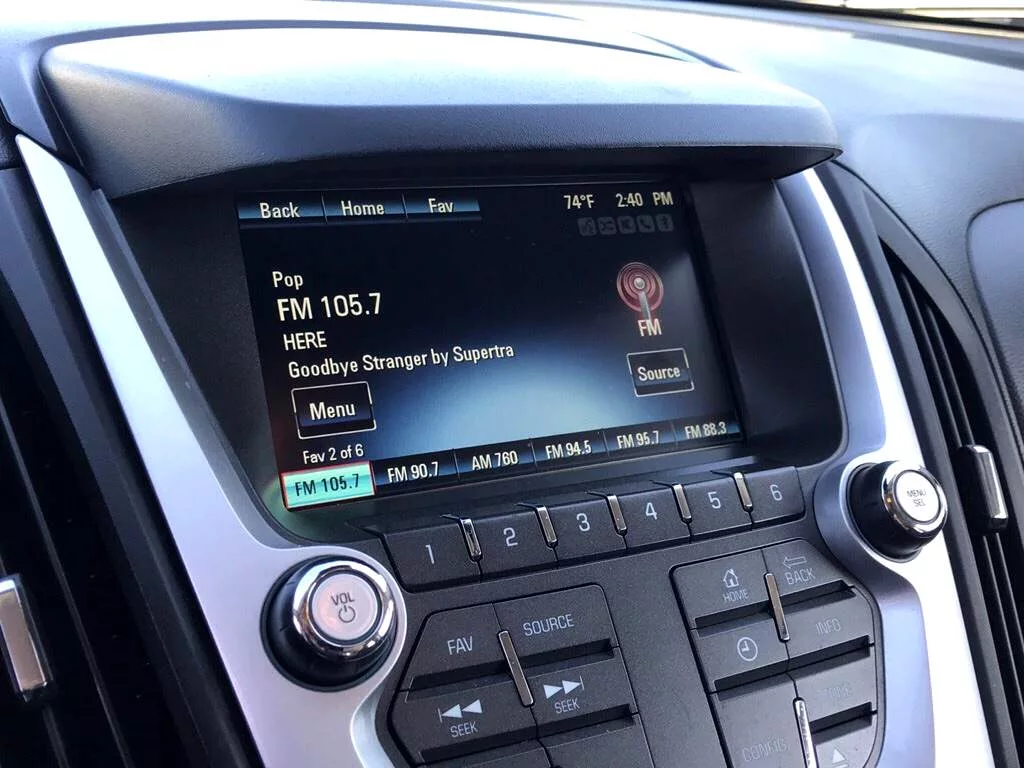 Back Home Fav 74°F 2:40 PM
Pop
FM 105.7
HERE
Goodbye Stranger by Supertra
FM
Source
Menu
Fav 2 of 6
FM 105.7 FM 90.7 AM 760 FM 94.5 FM 95.7 FM 88.3
1 2 3 4 5 6
VOL
MENU
SEL
FAV SOURCE
SEEK SEEK
HOME BACK
INFO
CONFIG